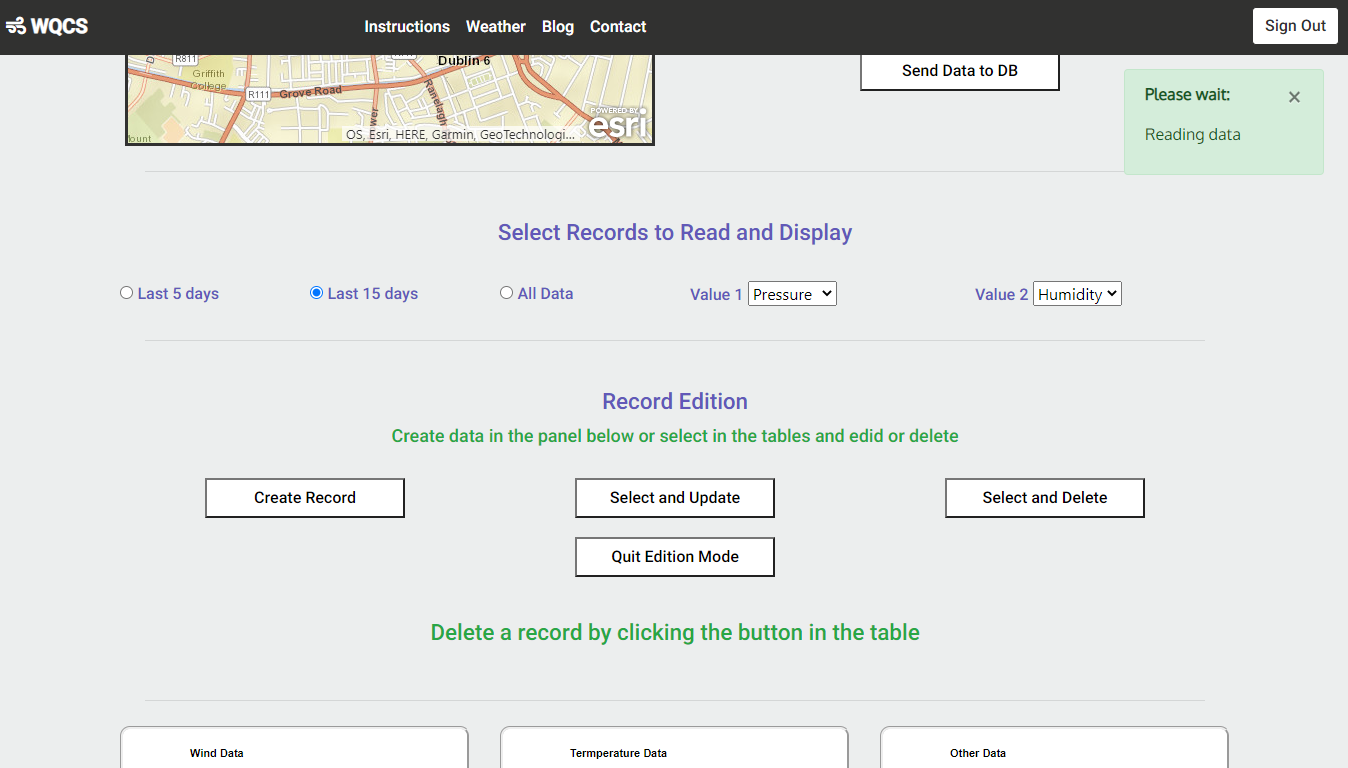 WQCS
Instructions Weather Blog Contact
Sign Out
R811
Griffith
College
Dublin 6
R111
Grove Road
Ranelagh
POWERED BY
esri
OS, Esri, HERE, Garmin, GeoTechnologi...
Send Data to DB
Please wait:
×
Reading data
Select Records to Read and Display
Last 5 days
Last 15 days
All Data
Value 1 Pressure
Value 2 Humidity
Record Edition
Create data in the panel below or select in the tables and edid or delete
Create Record
Select and Update
Select and Delete
Quit Edition Mode
Delete a record by clicking the button in the table
Wind Data
Termperature Data
Other Data